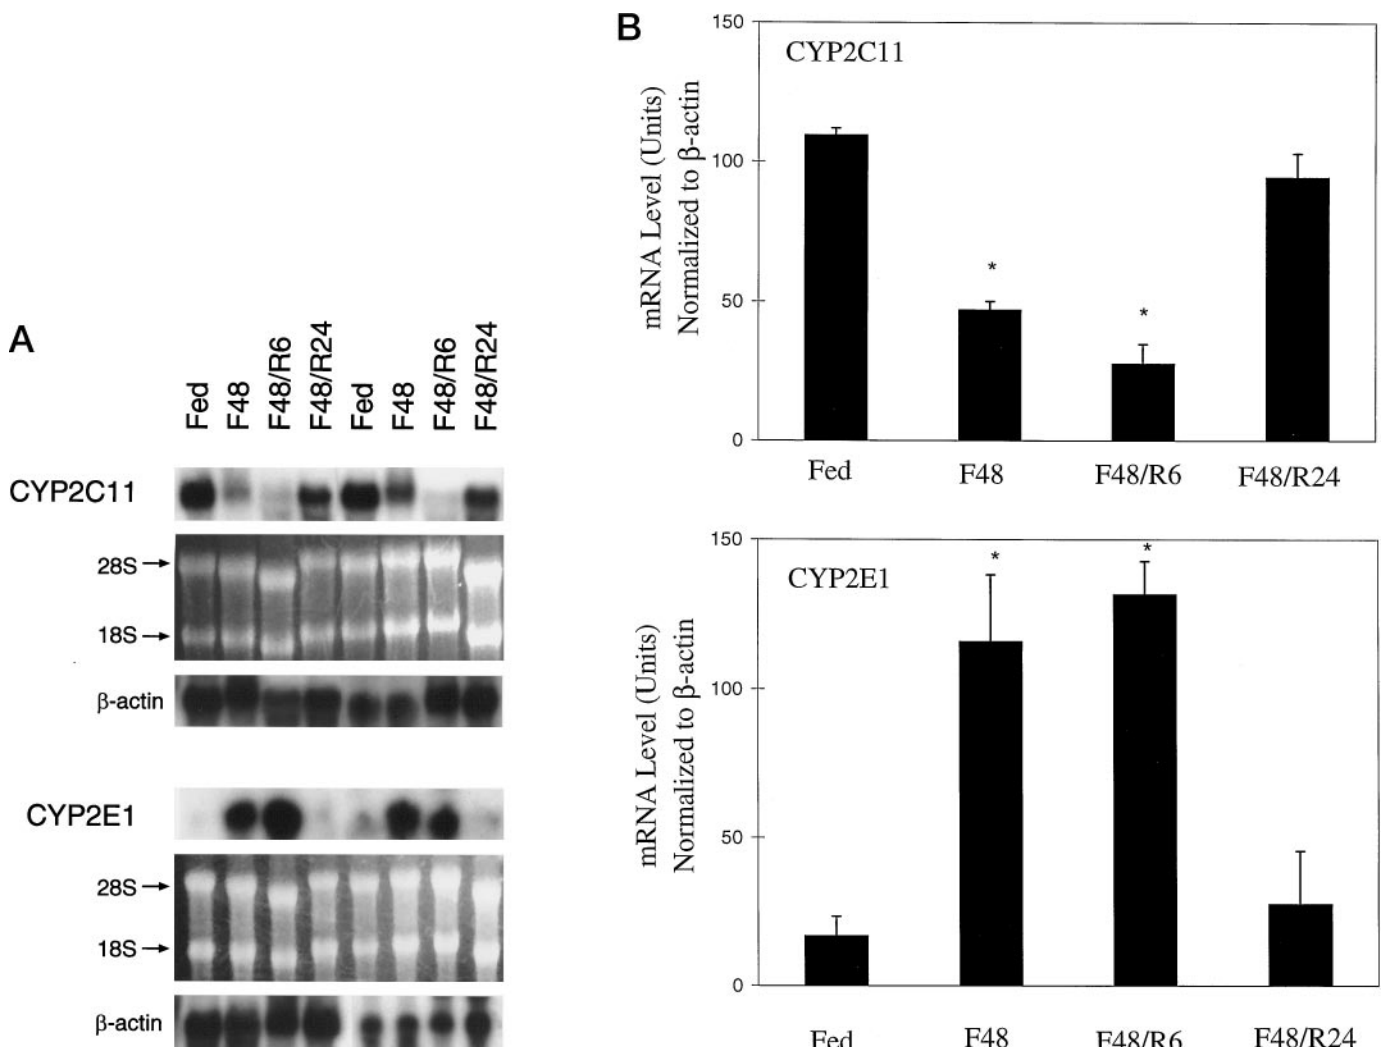 A
Fed
F48
F48/R6
F48/R24
Fed
F48
F48/R6
F48/R24
CYP2C11
28S
18S
β-actin
CYP2E1
28S
18S
β-actin
B
mRNA Level (Units)
Normalized to β-actin
150
100
50
0
CYP2C11
*
*
Fed
F48
F48/R6
F48/R24
mRNA Level (Units)
Normalized to β-actin
150
100
50
0
CYP2E1
*
*
Fed
F48
F48/R6
F48/R24